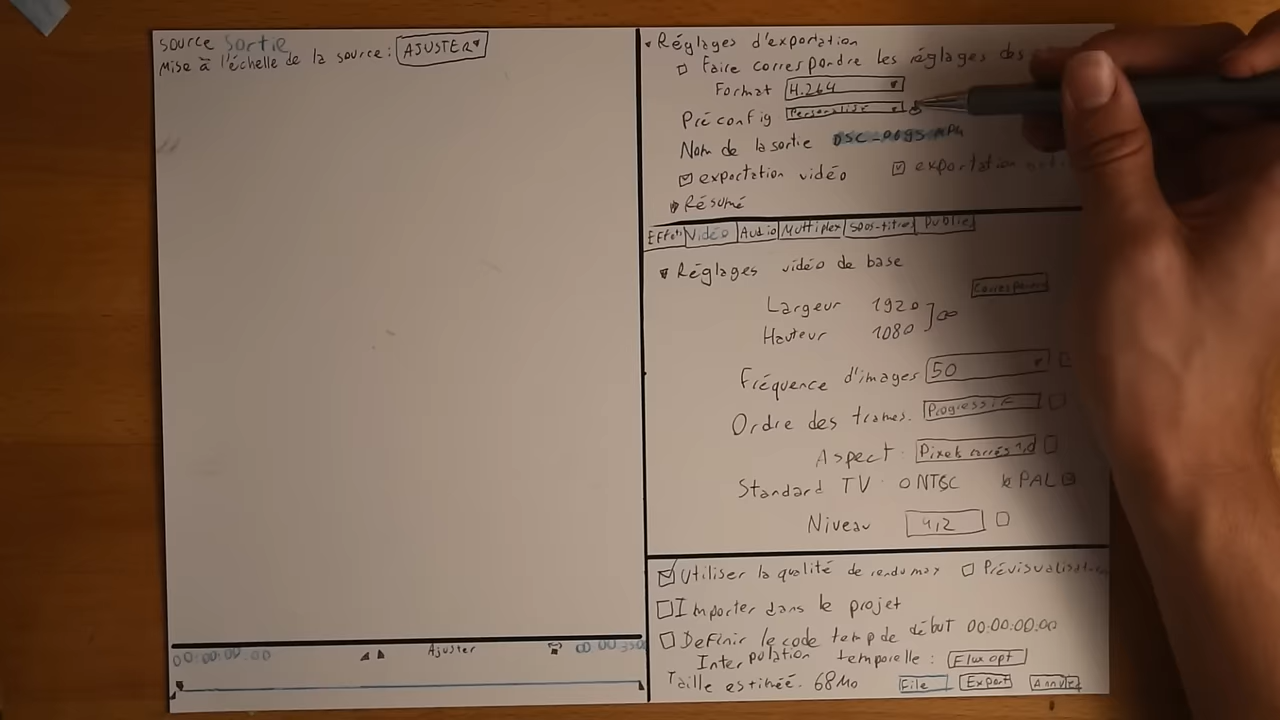 source sortie
Mise à l'échelle de la source : AJUSTER
00:00:00:00
Ajuster
Réglages d'exportation
Faire correspondre les réglages des
Format H.264
Préconfig Personalisé
Nom de la sortie
exportation vidéo exportation
Résumé
Effets Vidéo Audio Multiplex Sous-titres Publier
Réglages vidéo de base
Largeur 1920
Hauteur 1080
Fréquence d'images 50
Ordre des trames. Progressif
Aspect Pixels carrés 1,0
Standard TV NTSC PAL
Niveau 4,2
Utiliser la qualité de rendu max Prévisualisation
Importer dans le projet
Définir le code temp de début 00:00:00:00
Interpolation temporelle : Flux opt
Taille estimée. 68Mo File Export Annuler